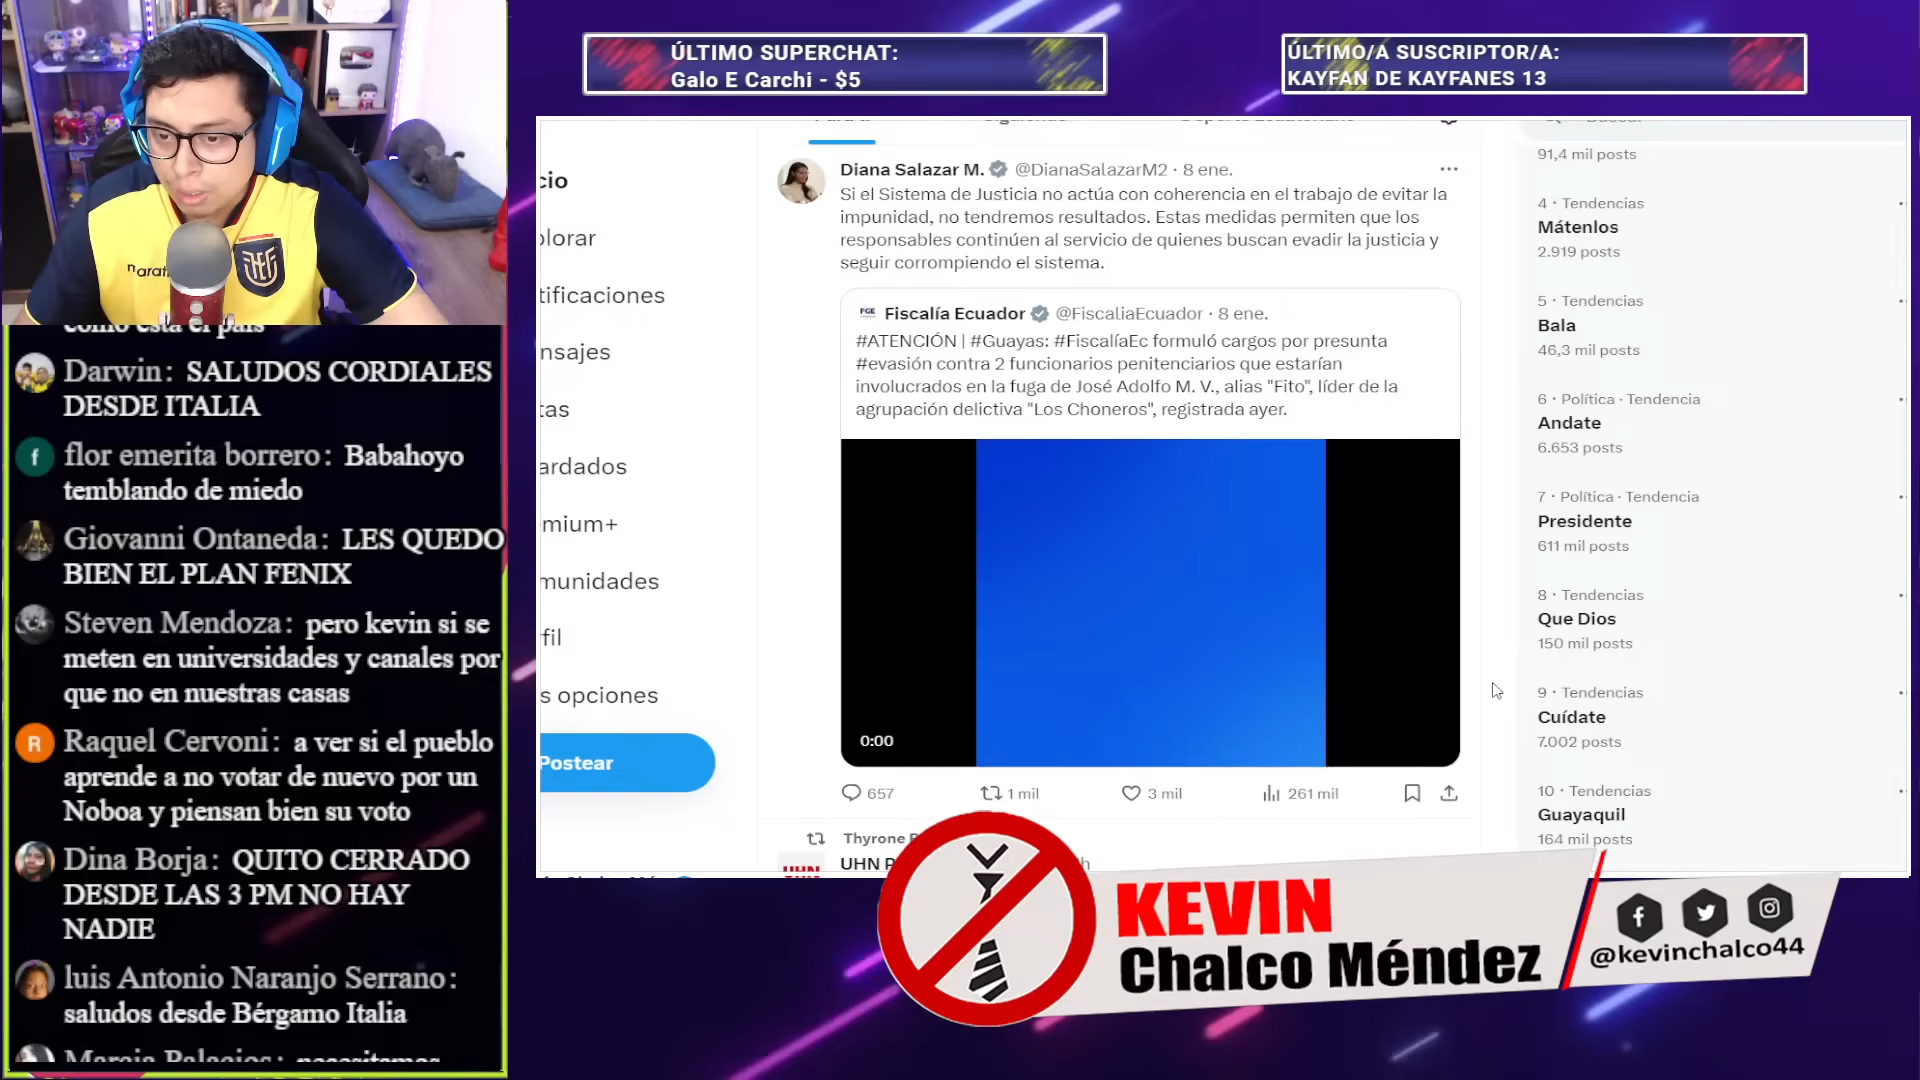 ÚLTIMO SUPERCHAT:
Galo E Carchi - $5
ÚLTIMO/A SUSCRIPTOR/A:
KAYFAN DE KAYFANES 13
como está el país
Darwin: SALUDOS CORDIALES
DESDE ITALIA
f
flor emerita borrero: Babahoyo
temblando de miedo
Giovanni Ontaneda: LES QUEDO
BIEN EL PLAN FENIX
Steven Mendoza: pero kevin si se
meten en universidades y canales por
que no en nuestras casas
R
Raquel Cervoni: a ver si el pueblo
aprende a no votar de nuevo por un
Noboa y piensan bien su voto
Dina Borja: QUITO CERRADO
DESDE LAS 3 PM NO HAY
NADIE
luis Antonio Naranjo Serrano:
saludos desde Bérgamo Italia
cio
plorar
tificaciones
nsajes
tas
ardados
mium+
munidades
fil
s opciones
Postear
Diana Salazar M. @DianaSalazarM2 · 8 ene.
Si el Sistema de Justicia no actúa con coherencia en el trabajo de evitar la
impunidad, no tendremos resultados. Estas medidas permiten que los
responsables continúen al servicio de quienes buscan evadir la justicia y
seguir corrompiendo el sistema.
FGE
Fiscalía Ecuador @FiscaliaEcuador · 8 ene.
#ATENCIÓN | #Guayas: #FiscalíaEc formuló cargos por presunta
#evasión contra 2 funcionarios penitenciarios que estarían
involucrados en la fuga de José Adolfo M. V., alias "Fito", líder de la
agrupación delictiva "Los Choneros", registrada ayer.
0:00
657
1 mil
3 mil
261 mil
Thyrone
UHN
91,4 mil posts
4 · Tendencias
Mátenlos
2.919 posts
5 · Tendencias
Bala
46,3 mil posts
6 · Política · Tendencia
Andate
6.653 posts
7 · Política · Tendencia
Presidente
611 mil posts
8 · Tendencias
Que Dios
150 mil posts
9 · Tendencias
Cuídate
7.002 posts
10 · Tendencias
Guayaquil
164 mil posts
KEVIN
Chalco Méndez
@kevinchalco44